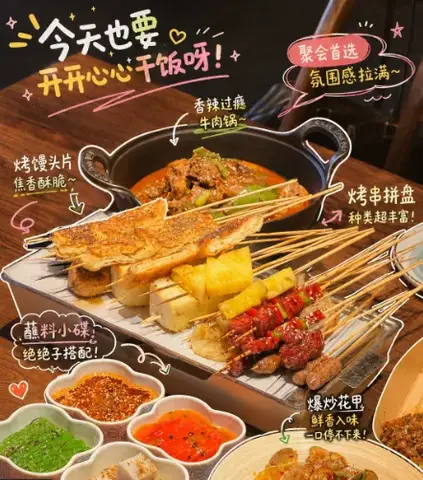 今天也要
开开心心干饭呀!
聚会首选
氛围感拉满~
香辣过瘾
牛肉锅~
烤馒头片
焦香酥脆~
烤串拼盘
种类超丰富!
蘸料小碟
绝绝子搭配!
爆炒花甲
鲜香入味
一口停不下来!